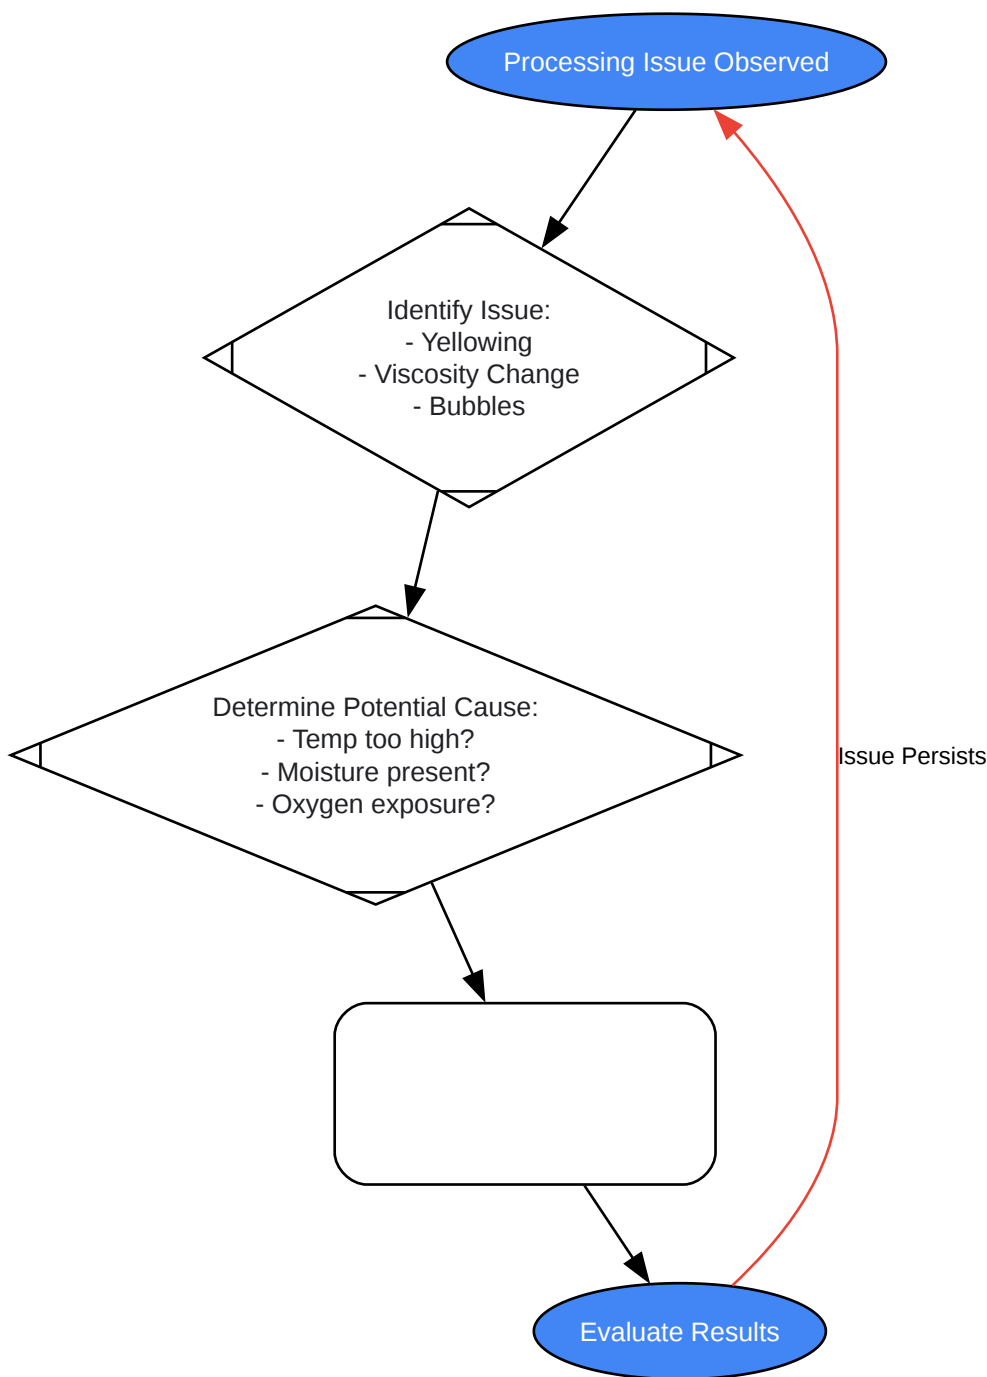 Processing Issue Observed
Identify Issue:
- Yellowing
- Viscosity Change
- Bubbles
Determine Potential Cause:
- Temp too high?
- Moisture present?
- Oxygen exposure?
Issue Persists
Evaluate Results